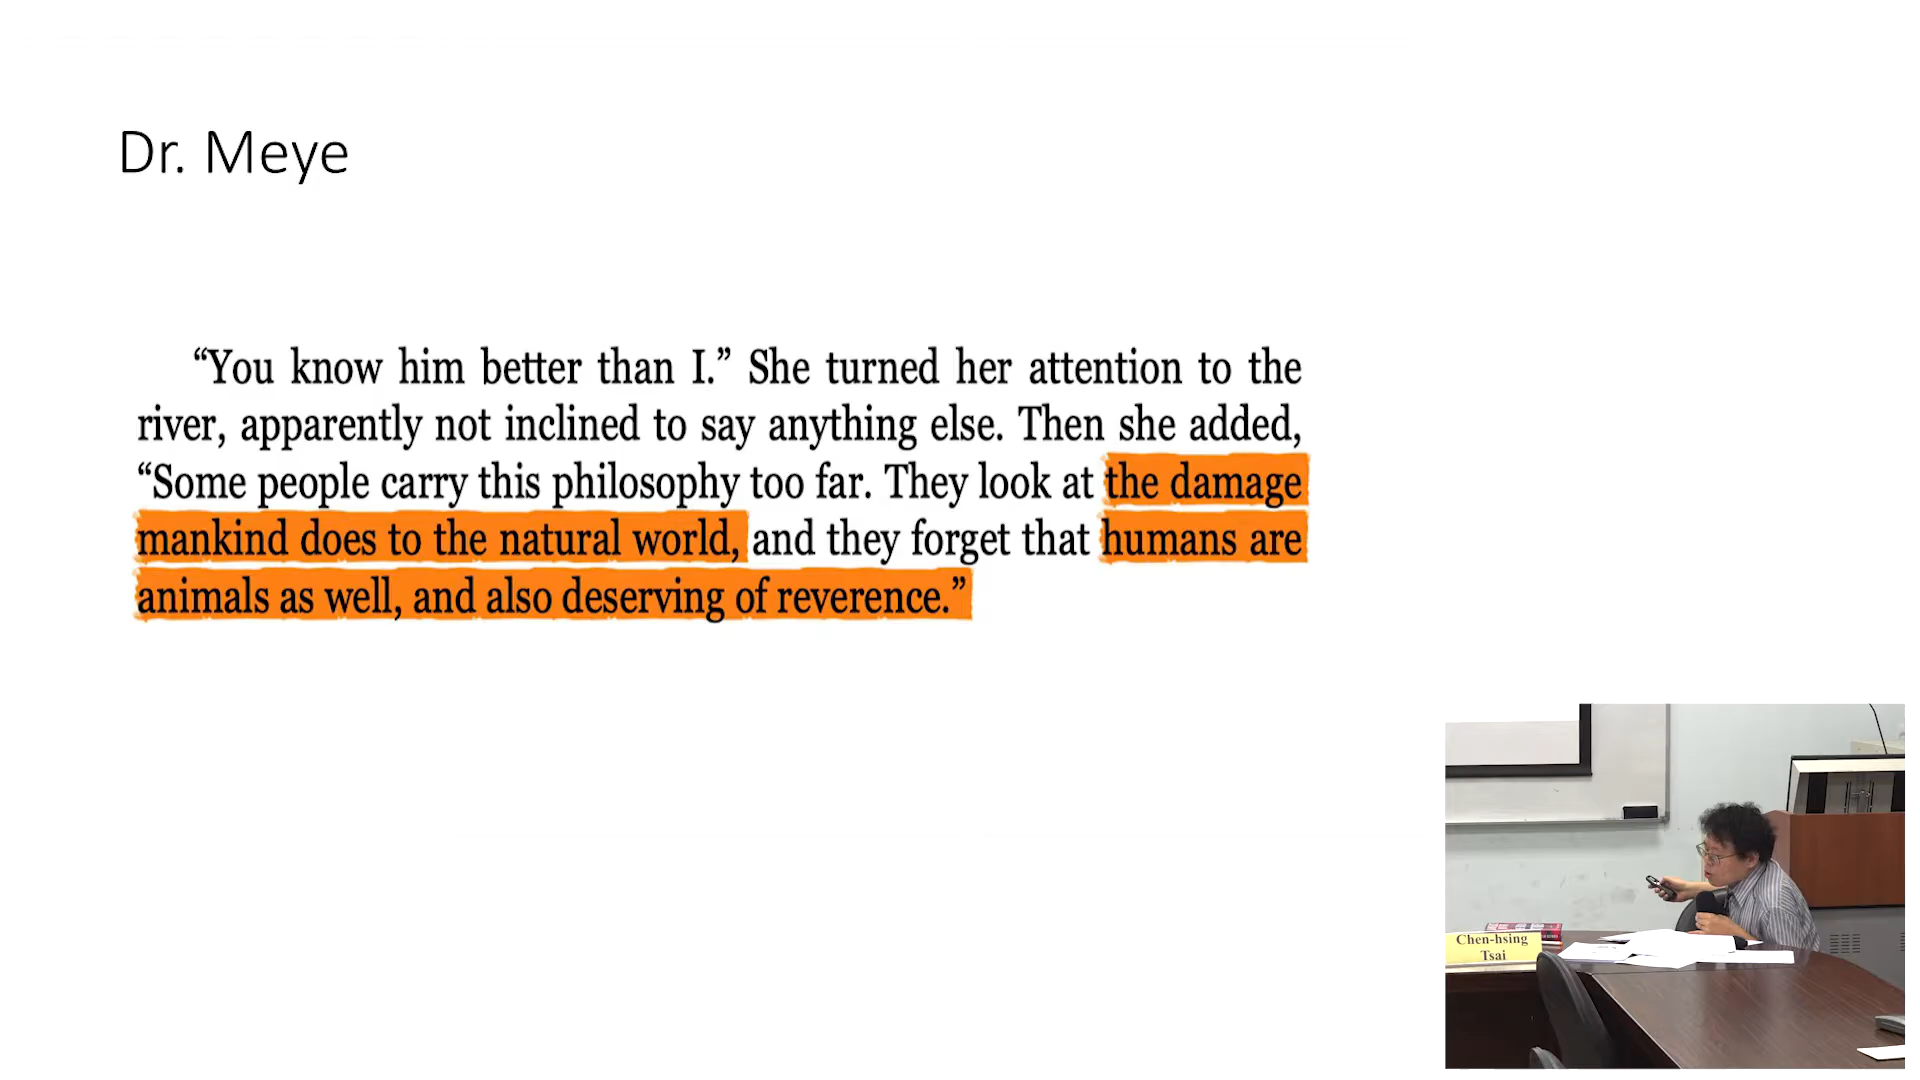 Dr. Meye
“You know him better than I.” She turned her attention to the
river, apparently not inclined to say anything else. Then she added,
“Some people carry this philosophy too far. They look at the damage
mankind does to the natural world, and they forget that humans are
animals as well, and also deserving of reverence.”
Chen-hsing
Tsai